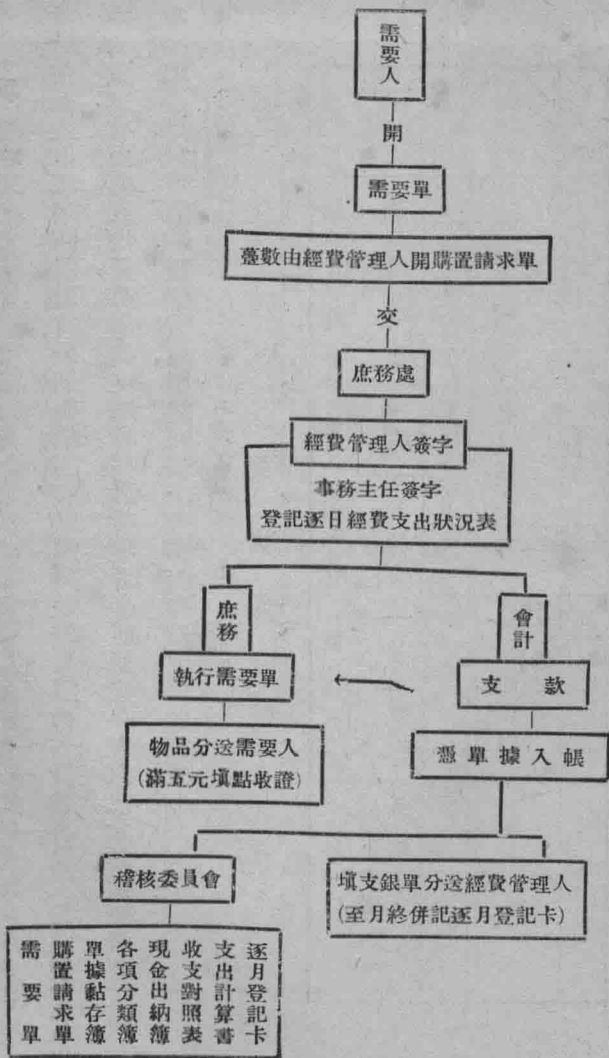 需要人
開
需要單
躉數由經費管理人開購置請求單
交
庶務處
經費管理人簽字
事務主任簽字
登記逐日經費支出狀況表
庶務
會計
執行需要單
支款
物品分送需要人
(滿五元填點收證)
憑單據入帳
稽核委員會
填支銀單分送經費管理人
(至月終併記逐月登記卡)
逐月登記卡
支出計算書
收支對照表
現金出納簿
各項分類簿
單據黏存簿
購置請求單
需要單